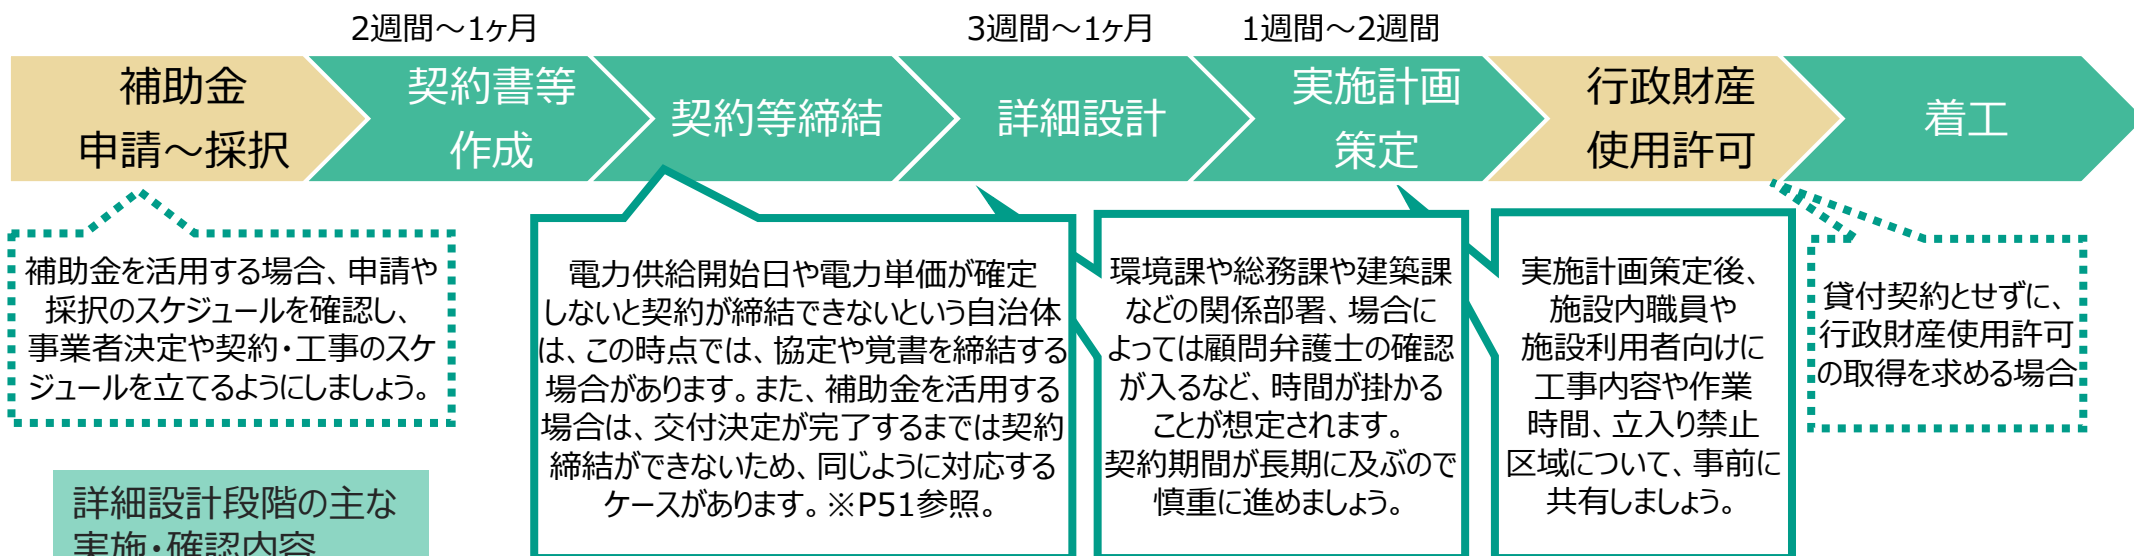 2週間～1ヶ月
3週間～1ヶ月
1週間～2週間
補助金
申請～採択
契約書等
作成
契約等締結
詳細設計
実施計画
策定
行政財産
使用許可
着工
補助金を活用する場合、申請や
採択のスケジュールを確認し、
事業者決定や契約・工事のスケ
ジュールを立てるようにしましょう。
電力供給開始日や電力単価が確定
しないと契約が締結できないという自治体
は、この時点では、協定や覚書を締結する
場合があります。また、補助金を活用する
場合は、交付決定が完了するまでは契約
締結ができないため、同じように対応する
ケースがあります。※P51参照。
環境課や総務課や建築課
などの関係部署、場合に
よっては顧問弁護士の確認
が入るなど、時間が掛かる
ことが想定されます。
契約期間が長期に及ぶので
慎重に進めましょう。
実施計画策定後、
施設内職員や
施設利用者向けに
工事内容や作業
時間、立入り禁止
区域について、事前に
共有しましょう。
貸付契約とせずに、
行政財産使用許可
の取得を求める場合
詳細設計段階の主な
実施・確認内容